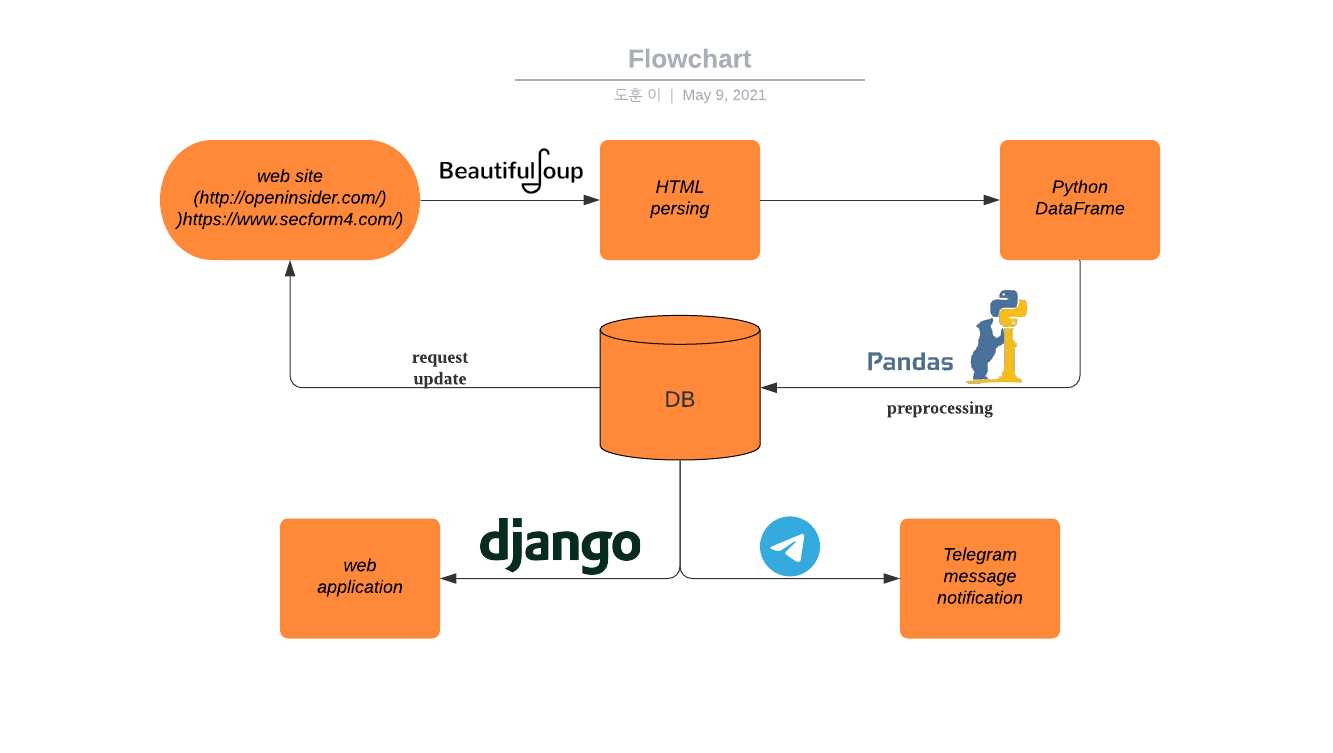 Flowchart
도훈 이 | May 9, 2021
web site
(http://openinsider.com/)
)https://www.secform4.com/)
BeautifulSoup
HTML
persing
Python
DataFrame
request
update
DB
Pandas
preprocessing
web
application
django
Telegram
message
notification